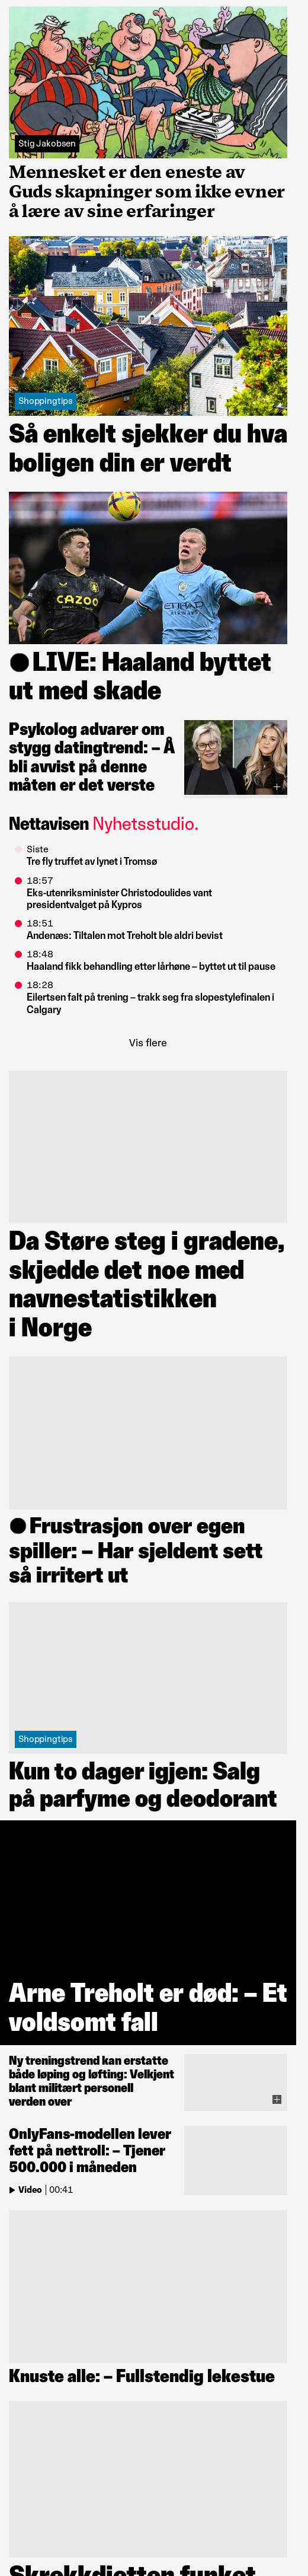 Stig Jakobsen
Mennesket er den eneste av
Guds skapninger som ikke evner
å lære av sine erfaringer
Shoppingtips
Så enkelt sjekker du hva
boligen din er verdt
CAZOO
ETIHAD
LIVE: Haaland byttet
ut med skade
Psykolog advarer om
stygg datingtrend: – Å
bli avvist på denne
måten er det verste
Nettavisen Nyhetsstudio.
Siste
Tre fly truffet av lynet i Tromsø
18:57
Eks-utenriksminister Christodoulides vant
presidentvalget på Kypros
18:51
Andenæs: Tiltalen mot Treholt ble aldri bevist
18:48
Haaland fikk behandling etter lårhøne – byttet ut til pause
18:28
Eilertsen falt på trening – trakk seg fra slopestylefinalen i
Calgary
Vis flere
Da Støre steg i gradene,
skjedde det noe med
navnestatistikken
i Norge
Frustrasjon over egen
spiller: – Har sjeldent sett
så irritert ut
Shoppingtips
Kun to dager igjen: Salg
på parfyme og deodorant
Arne Treholt er død: – Et
voldsomt fall
Ny treningstrend kan erstatte
både løping og løfting: Velkjent
blant militært personell
verden over
OnlyFans-modellen lever
fett på nettroll: – Tjener
500.000 i måneden
Video | 00:41
Knuste alle: – Fullstendig lekestue
Skrekkdietten funket